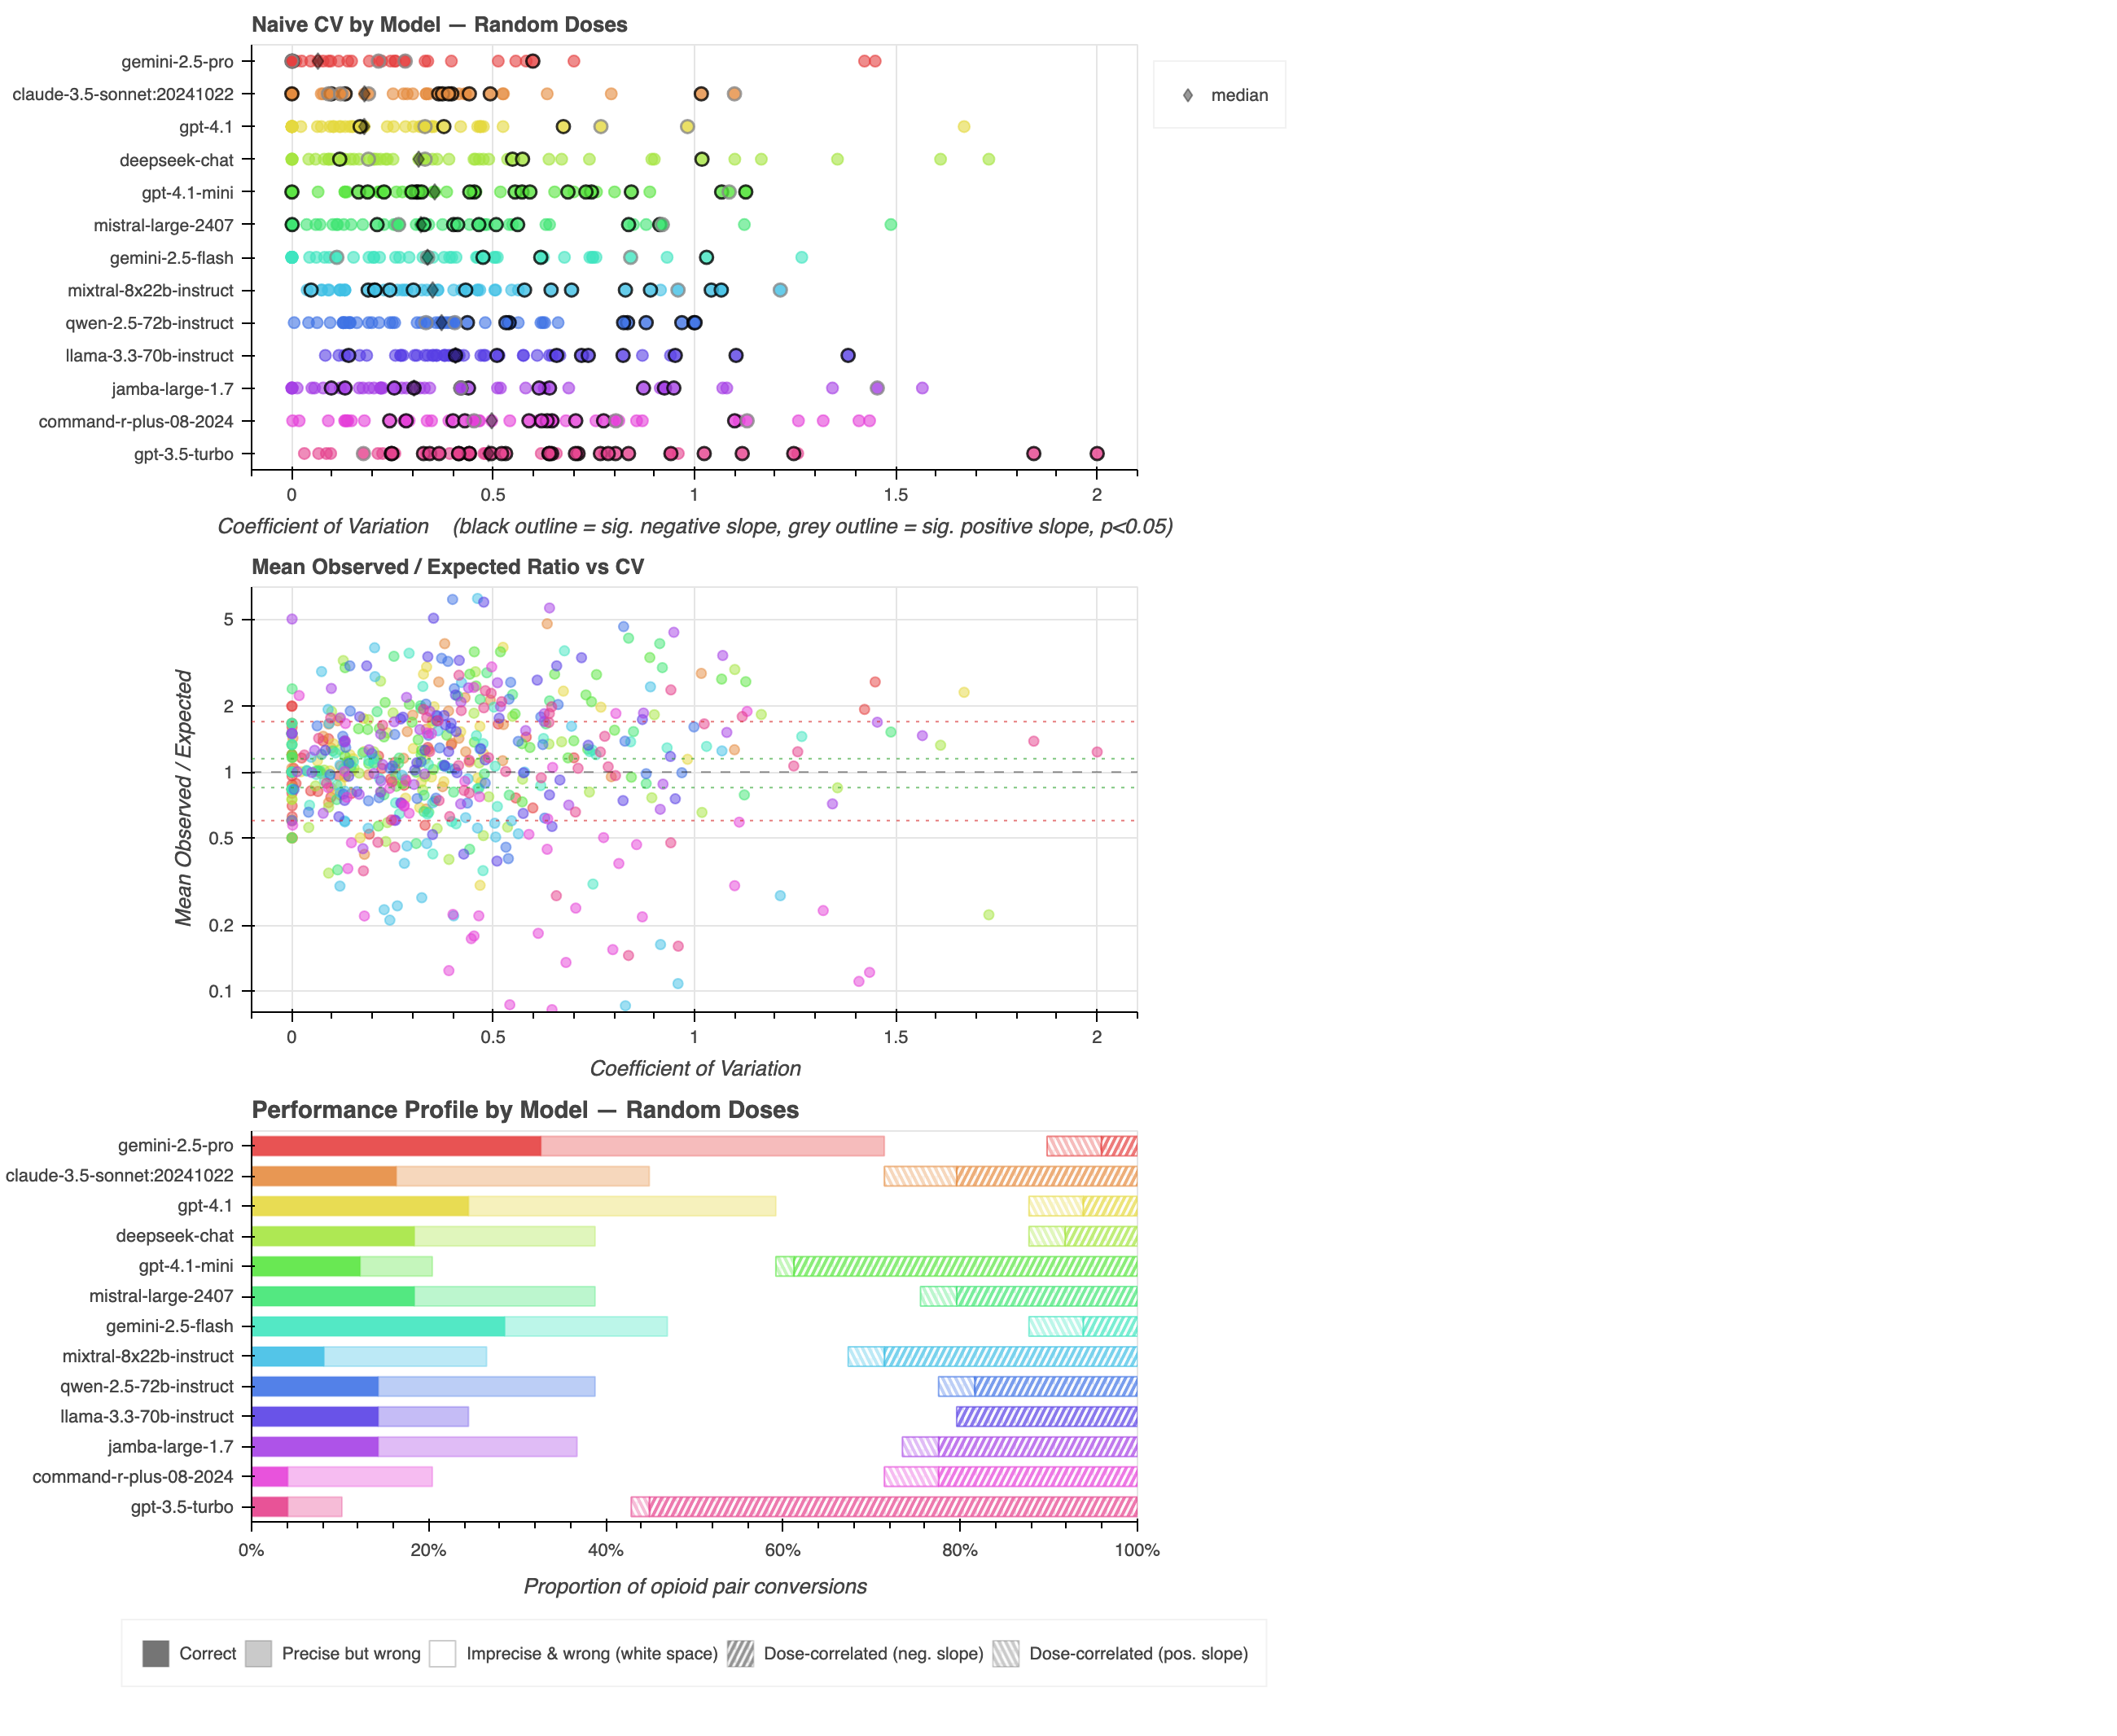 Naive CV by Model — Random Doses
gemini-2.5-pro
claude-3.5-sonnet:20241022
gpt-4.1
deepseek-chat
gpt-4.1-mini
mistral-large-2407
gemini-2.5-flash
mixtral-8x22b-instruct
qwen-2.5-72b-instruct
llama-3.3-70b-instruct
jamba-large-1.7
command-r-plus-08-2024
gpt-3.5-turbo
median
0 0.5 1 1.5 2
Coefficient of Variation (black outline = sig. negative slope, grey outline = sig. positive slope, p<0.05)
Mean Observed / Expected Ratio vs CV
Mean Observed / Expected
5
2
1
0.5
0.2
0.1
0 0.5 1 1.5 2
Coefficient of Variation
Performance Profile by Model — Random Doses
gemini-2.5-pro
claude-3.5-sonnet:20241022
gpt-4.1
deepseek-chat
gpt-4.1-mini
mistral-large-2407
gemini-2.5-flash
mixtral-8x22b-instruct
qwen-2.5-72b-instruct
llama-3.3-70b-instruct
jamba-large-1.7
command-r-plus-08-2024
gpt-3.5-turbo
0% 20% 40% 60% 80% 100%
Proportion of opioid pair conversions
Correct Precise but wrong Imprecise & wrong (white space) Dose-correlated (neg. slope) Dose-correlated (pos. slope)